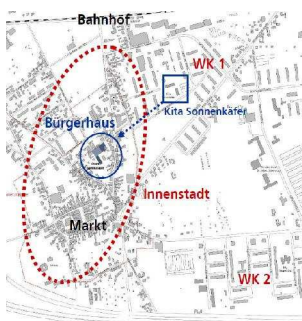 Bahnhof
WK 1
Kita Sonnenkäfer
Bürgerhaus
Innenstadt
Markt
WK 2